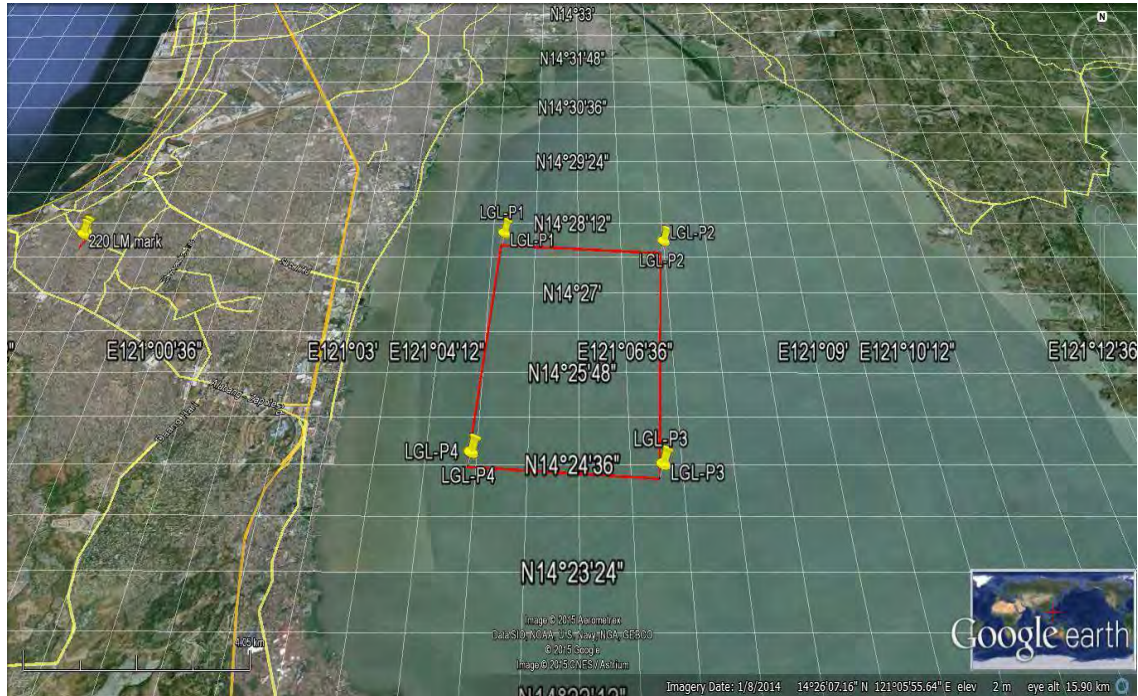 N14°33'
N
N14°31'48"
N14°30'36"
N14°29'24"
LGL-P1
N14°28'12"
LGL-P2
220 LM mark
LGL-P1
LGL-P2
N14°27'
E121°00'36"
E121°03'
E121°04'12"
E121°06'36"
E121°09'
E121°10'12"
E121°12'36
N14°25'48"
LGL-P3
LGL-P4
N14°24'36"
LGL-P4
LGL-P3
N14°23'24"
Image © 2015 Aerometrex
Data SIO, NOAA, U.S. Navy, NGA, GEBCO
© 2015 Google
Image © 2015 CNES / Astrium
4.05 km
Google earth
Imagery Date: 1/8/2014 14°26'07.16" N 121°05'55.64" E elev 2 m eye alt 15.90 km